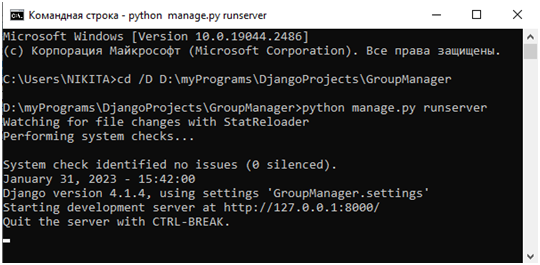 Командная строка - python manage.py runserver
Microsoft Windows [Version 10.0.19044.2486]
(c) Корпорация Майкрософт (Microsoft Corporation). Все права защищены.
C:\Users\NIKITA>cd /D D:\myPrograms\DjangoProjects\GroupManager
D:\myPrograms\DjangoProjects\GroupManager>python manage.py runserver
Watching for file changes with StatReloader
Performing system checks...
System check identified no issues (0 silenced).
January 31, 2023 - 15:42:00
Django version 4.1.4, using settings 'GroupManager.settings'
Starting development server at http://127.0.0.1:8000/
Quit the server with CTRL-BREAK.